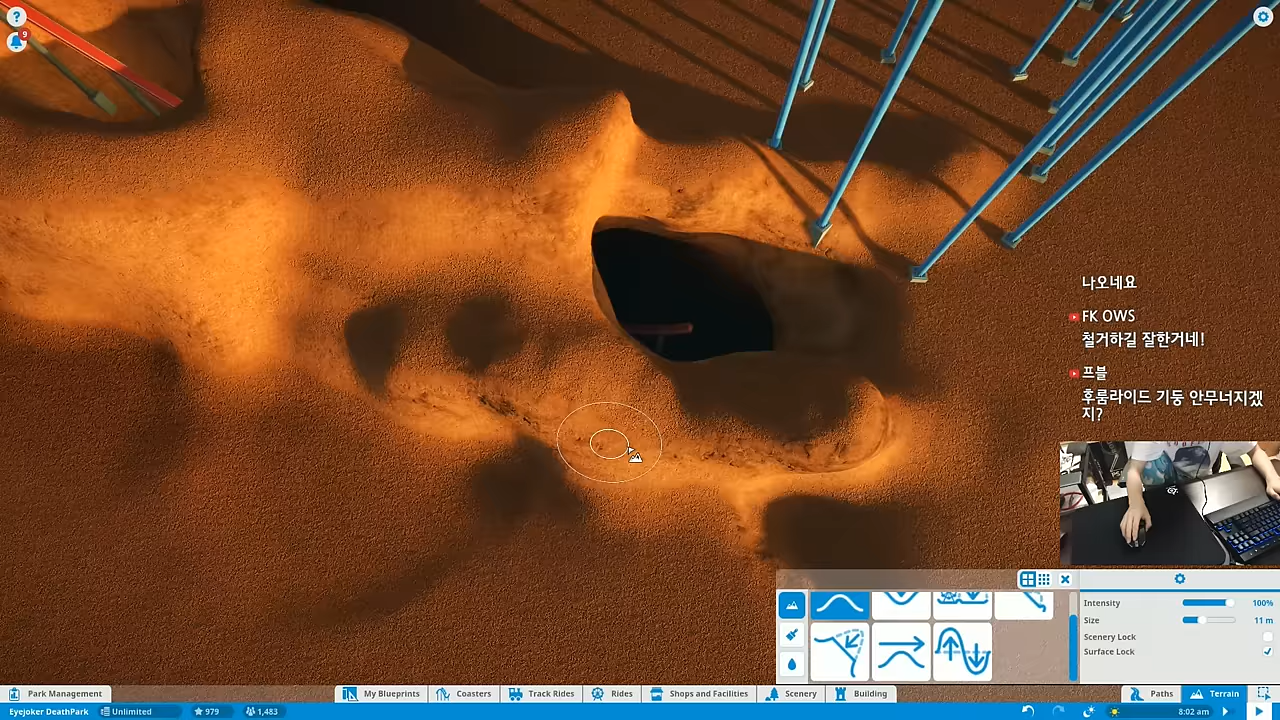 ?
9
나오네요
FK OWS
철거하길 잘한거네!
프블
후룸라이드 기둥 안무너지겠
지?
Intensity 100%
Size 11 m
Scenery Lock
Surface Lock
Park Management My Blueprints Coasters Track Rides Rides Shops and Facilities Scenery Building Paths Terrain
Eyejoker DeathPark Unlimited 979 1,483 8:02 am